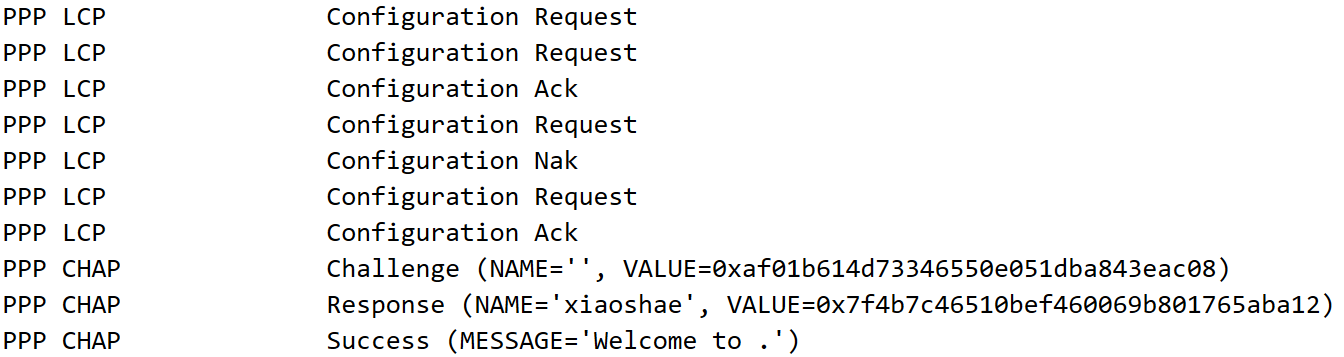 PPP LCP Configuration Request
PPP LCP Configuration Request
PPP LCP Configuration Ack
PPP LCP Configuration Request
PPP LCP Configuration Nak
PPP LCP Configuration Request
PPP LCP Configuration Ack
PPP CHAP Challenge (NAME='', VALUE=0xaf01b614d73346550e051dba843eac08)
PPP CHAP Response (NAME='xiaoshae', VALUE=0x7f4b7c46510bef460069b801765aba12)
PPP CHAP Success (MESSAGE='Welcome to .')